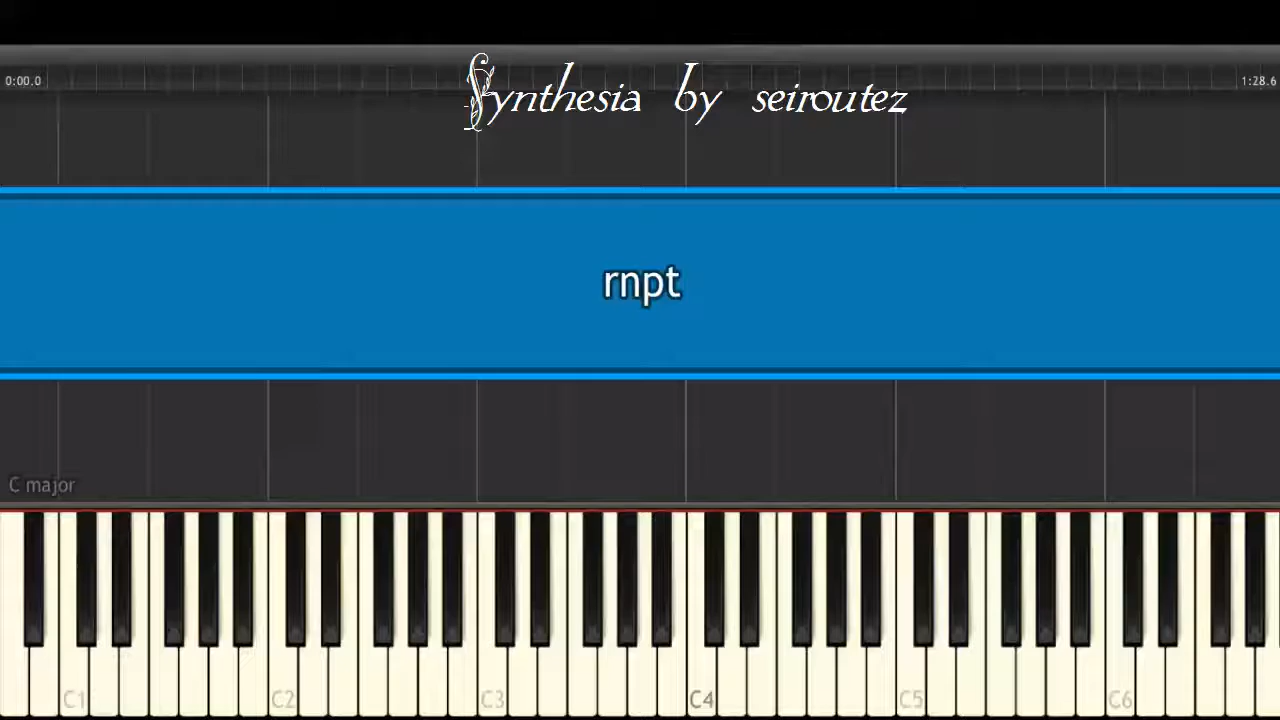 Synthesia by seiroutez
0:00.0
1:28.6
rnpt
C major
C1 C2 C3 C4 C5 C6